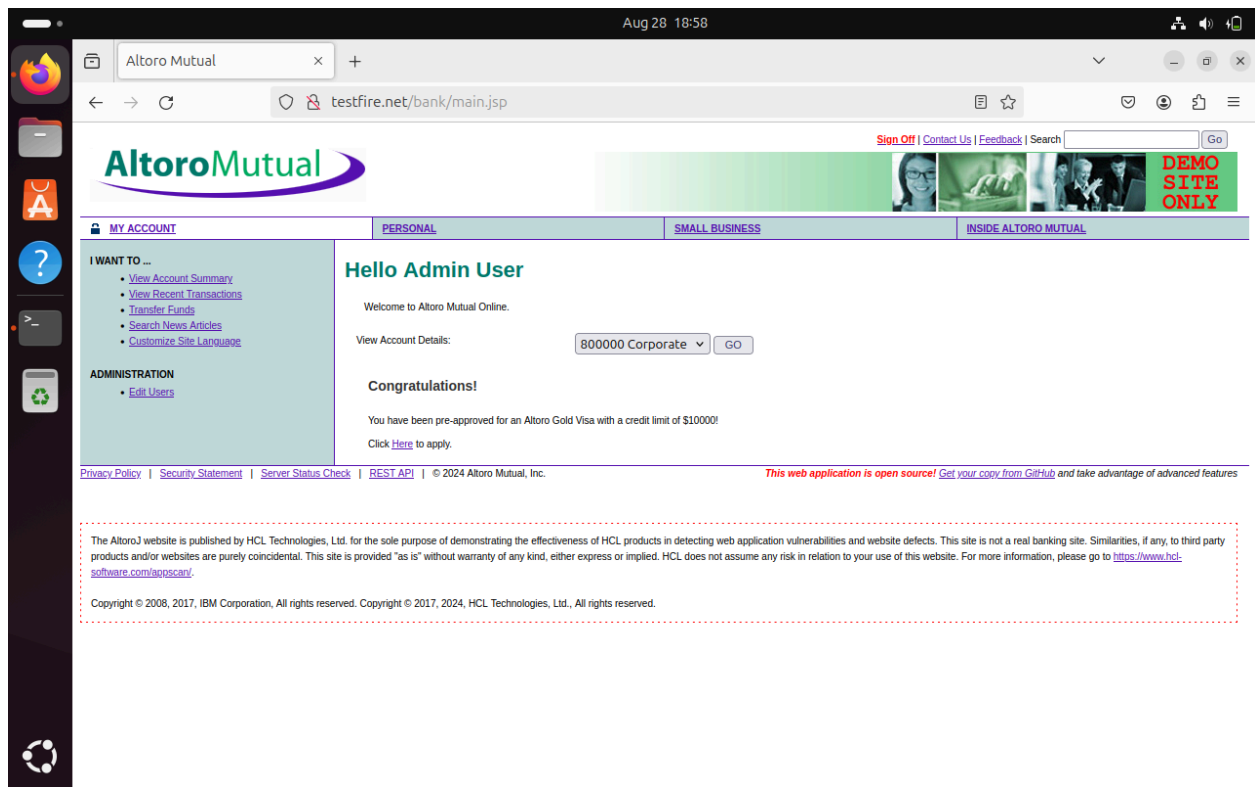 Aug 28 18:58
Altoro Mutual
testfire.net/bank/main.jsp
Sign Off | Contact Us | Feedback | Search Go
AltoroMutual
DEMO
SITE
ONLY
MY ACCOUNT PERSONAL SMALL BUSINESS INSIDE ALTORO MUTUAL
I WANT TO ...
• View Account Summary
• View Recent Transactions
• Transfer Funds
• Search News Articles
• Customize Site Language
ADMINISTRATION
• Edit Users
Hello Admin User
Welcome to Altoro Mutual Online.
View Account Details: 800000 Corporate GO
Congratulations!
You have been pre-approved for an Altoro Gold Visa with a credit limit of $10000!
Click Here to apply.
Privacy Policy | Security Statement | Server Status Check | REST API | © 2024 Altoro Mutual, Inc. This web application is open source! Get your copy from GitHub and take advantage of advanced features
The AltoroJ website is published by HCL Technologies, Ltd. for the sole purpose of demonstrating the effectiveness of HCL products in detecting web application vulnerabilities and website defects. This site is not a real banking site. Similarities, if any, to third party
products and/or websites are purely coincidental. This site is provided "as is" without warranty of any kind, either express or implied. HCL does not assume any risk in relation to your use of this website. For more information, please go to https://www.hcl-
software.com/appscan/.
Copyright © 2008, 2017, IBM Corporation, All rights reserved. Copyright © 2017, 2024, HCL Technologies, Ltd., All rights reserved.